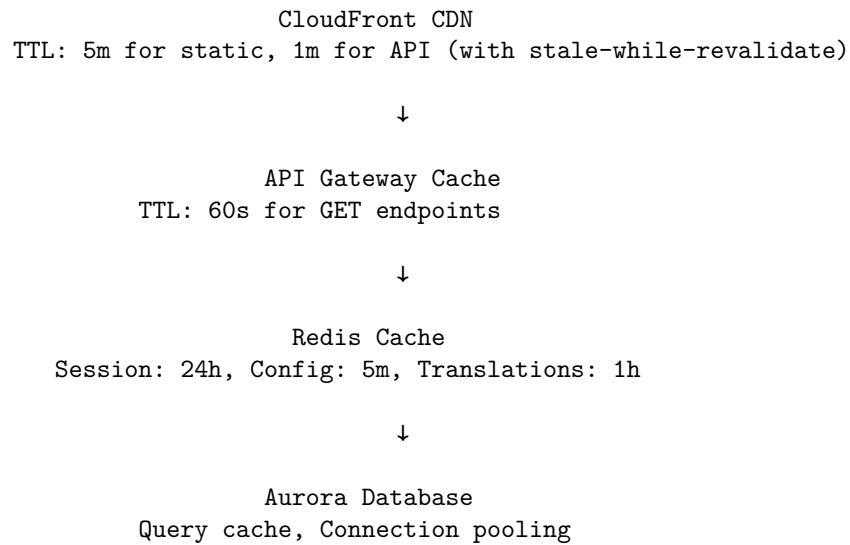 CloudFront CDN
TTL: 5m for static, 1m for API (with stale-while-revalidate)
↓
API Gateway Cache
TTL: 60s for GET endpoints
↓
Redis Cache
Session: 24h, Config: 5m, Translations: 1h
↓
Aurora Database
Query cache, Connection pooling